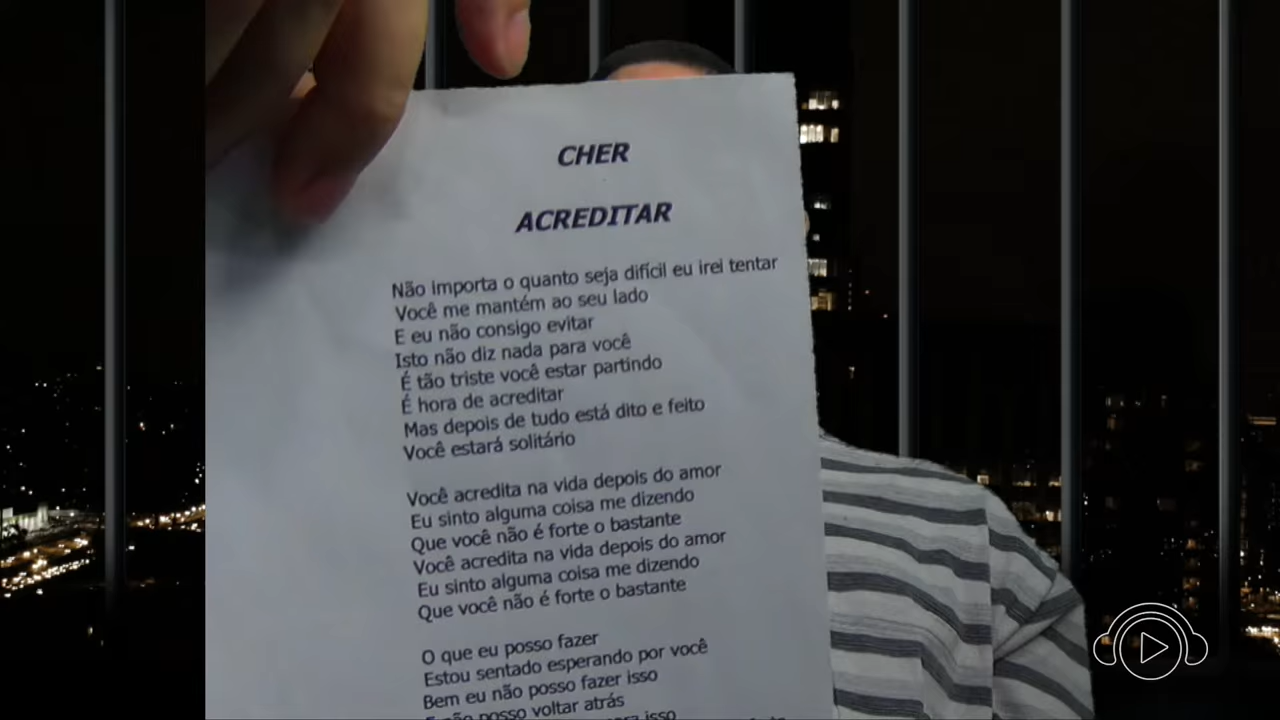 CHER
ACREDITAR
Não importa o quanto seja difícil eu irei tentar
Você me mantém ao seu lado
E eu não consigo evitar
Isto não diz nada para você
É tão triste você estar partindo
É hora de acreditar
Mas depois de tudo está dito e feito
Você estará solitário
Você acredita na vida depois do amor
Eu sinto alguma coisa me dizendo
Que você não é forte o bastante
Você acredita na vida depois do amor
Eu sinto alguma coisa me dizendo
Que você não é forte o bastante
O que eu posso fazer
Estou sentado esperando por você
Bem eu não posso fazer isso
não posso voltar atrás
isso